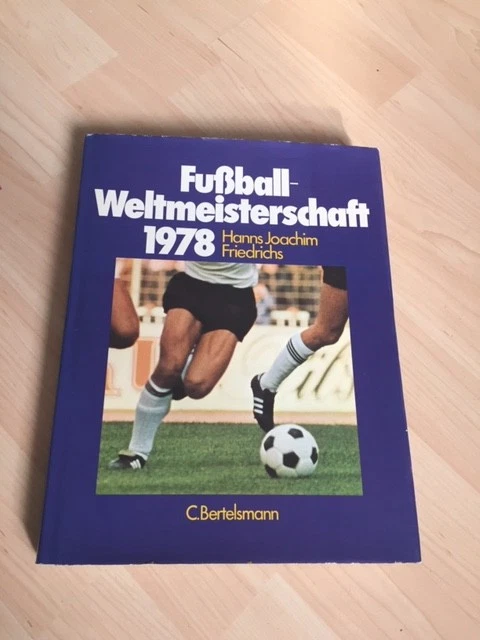 Fußball-
Weltmeisterschaft
1978 Hanns Joachim
Friedrichs
C.Bertelsmann